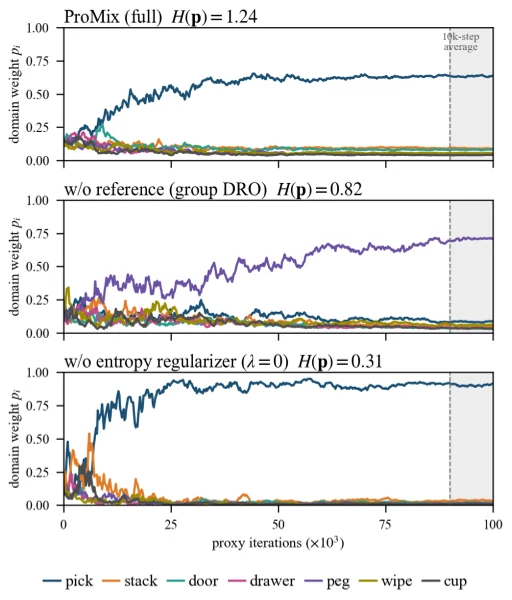 ProMix (full) H(p) = 1.24
1.00
0.75
0.50
0.25
0.00
domain weight pᵢ
10k-step
average
w/o reference (group DRO) H(p) = 0.82
1.00
0.75
0.50
0.25
0.00
domain weight pᵢ
w/o entropy regularizer (λ = 0) H(p) = 0.31
1.00
0.75
0.50
0.25
0.00
domain weight pᵢ
0 25 50 75 100
proxy iterations (×10³)
pick stack door drawer peg wipe cup